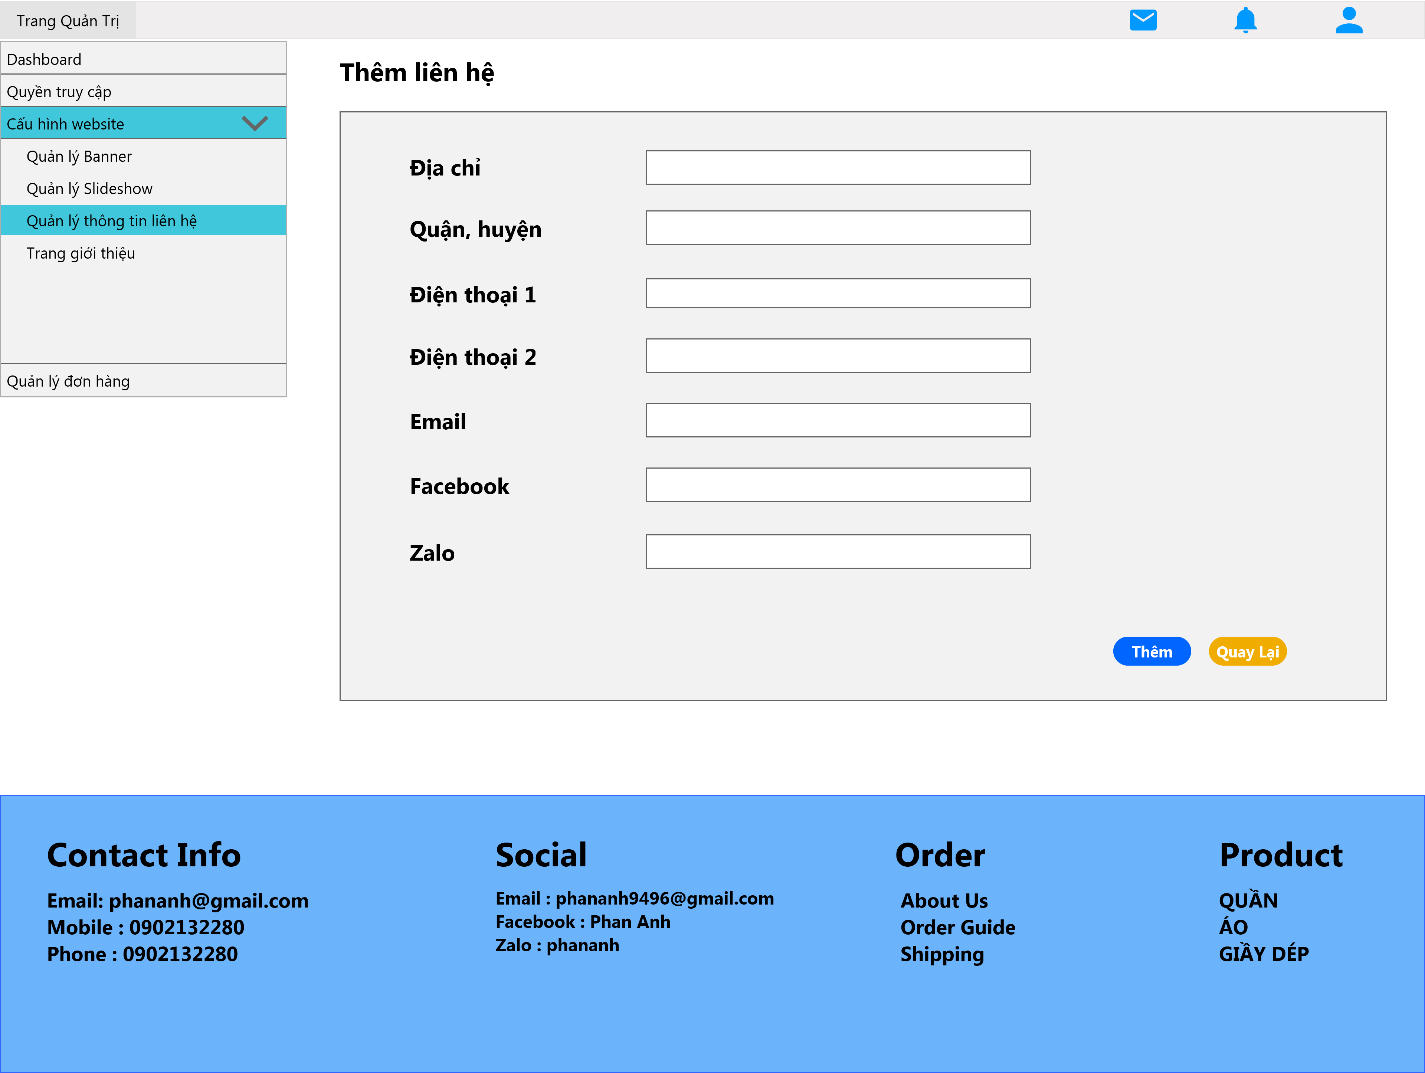 Trang Quản Trị
Dashboard
Quyền truy cập
Cấu hình website
Quản lý Banner
Quản lý Slideshow
Quản lý thông tin liên hệ
Trang giới thiệu
Quản lý đơn hàng
Thêm liên hệ
Địa chỉ
Quận, huyện
Điện thoại 1
Điện thoại 2
Email
Facebook
Zalo
Thêm
Quay Lại
Contact Info
Email: phananh@gmail.com
Mobile : 0902132280
Phone : 0902132280
Social
Email : phananh9496@gmail.com
Facebook : Phan Anh
Zalo : phananh
Order
About Us
Order Guide
Shipping
Product
QUẦN
ÁO
GIẦY DÉP